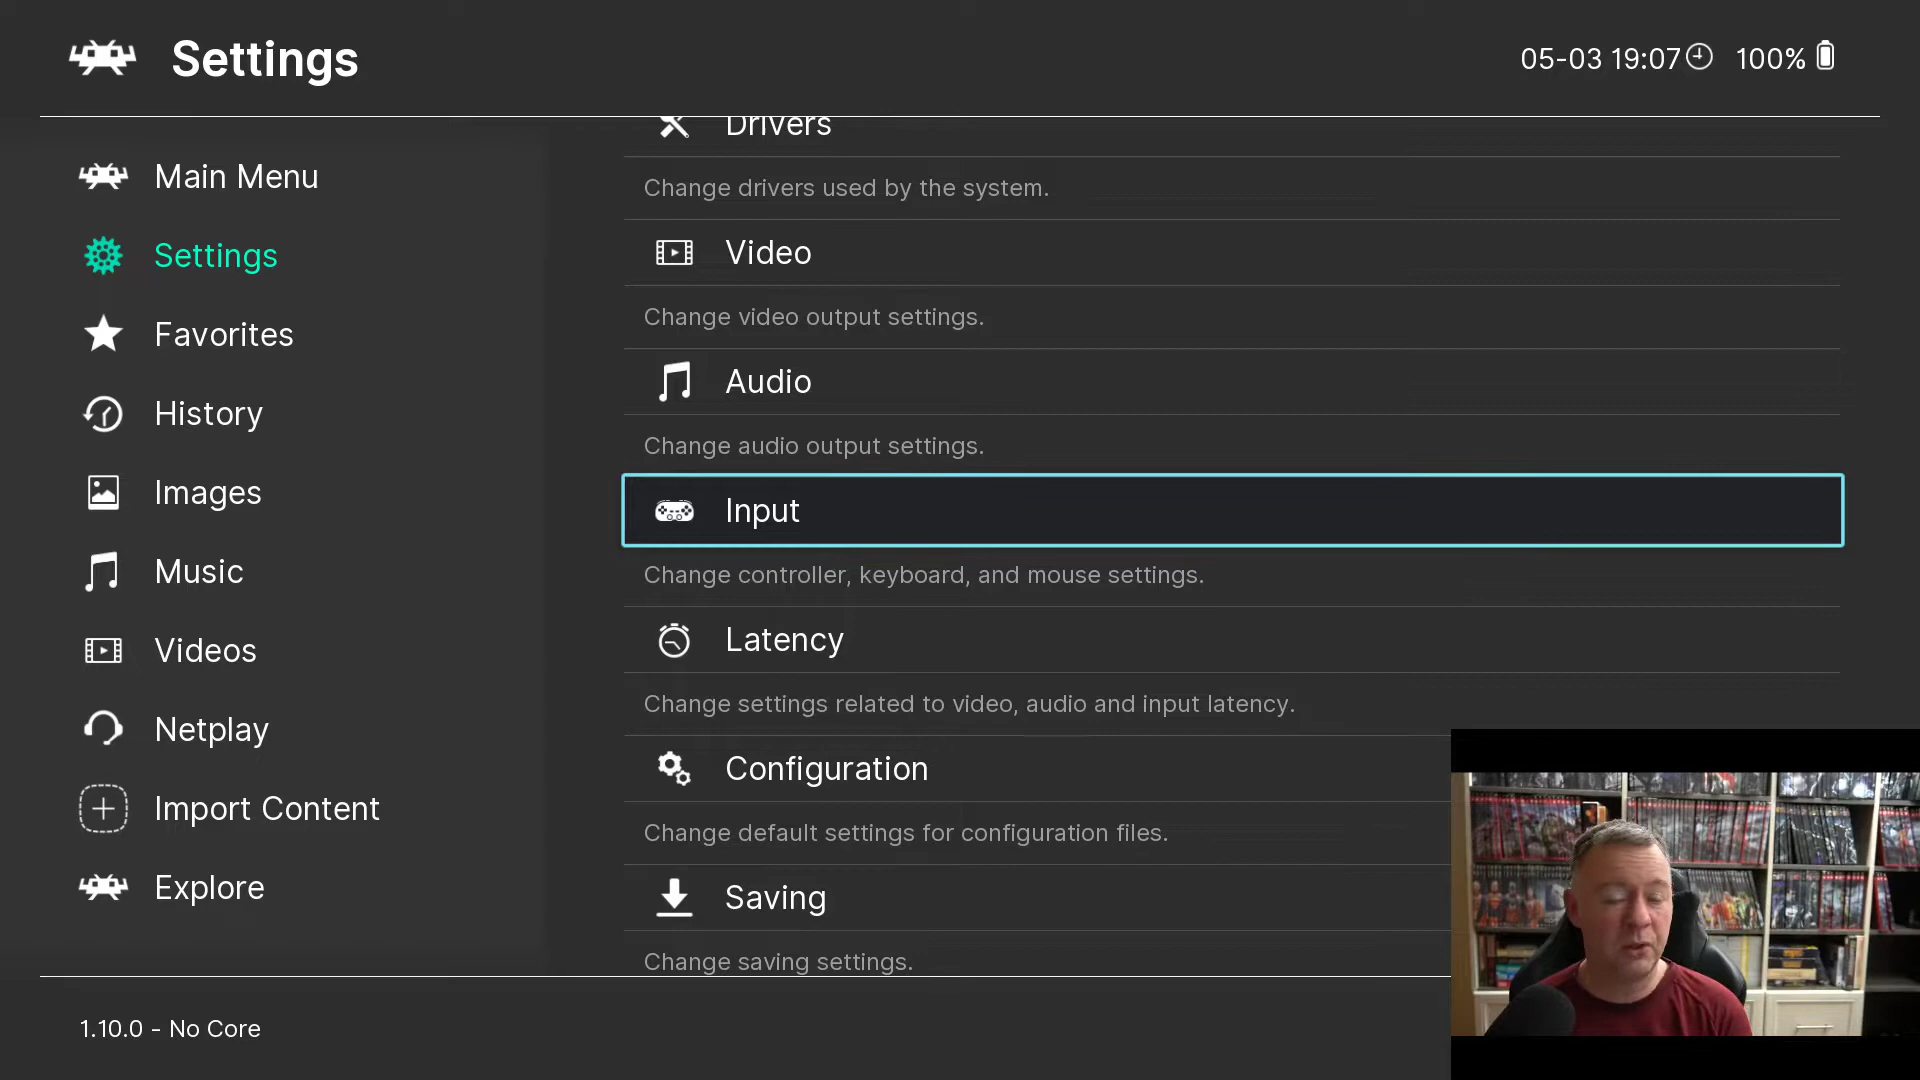 Settings
05-03 19:07
100%
Main Menu
Settings
Favorites
History
Images
Music
Videos
Netplay
Import Content
Explore
Drivers
Change drivers used by the system.
Video
Change video output settings.
Audio
Change audio output settings.
Input
Change controller, keyboard, and mouse settings.
Latency
Change settings related to video, audio and input latency.
Configuration
Change default settings for configuration files.
Saving
Change saving settings.
1.10.0 - No Core